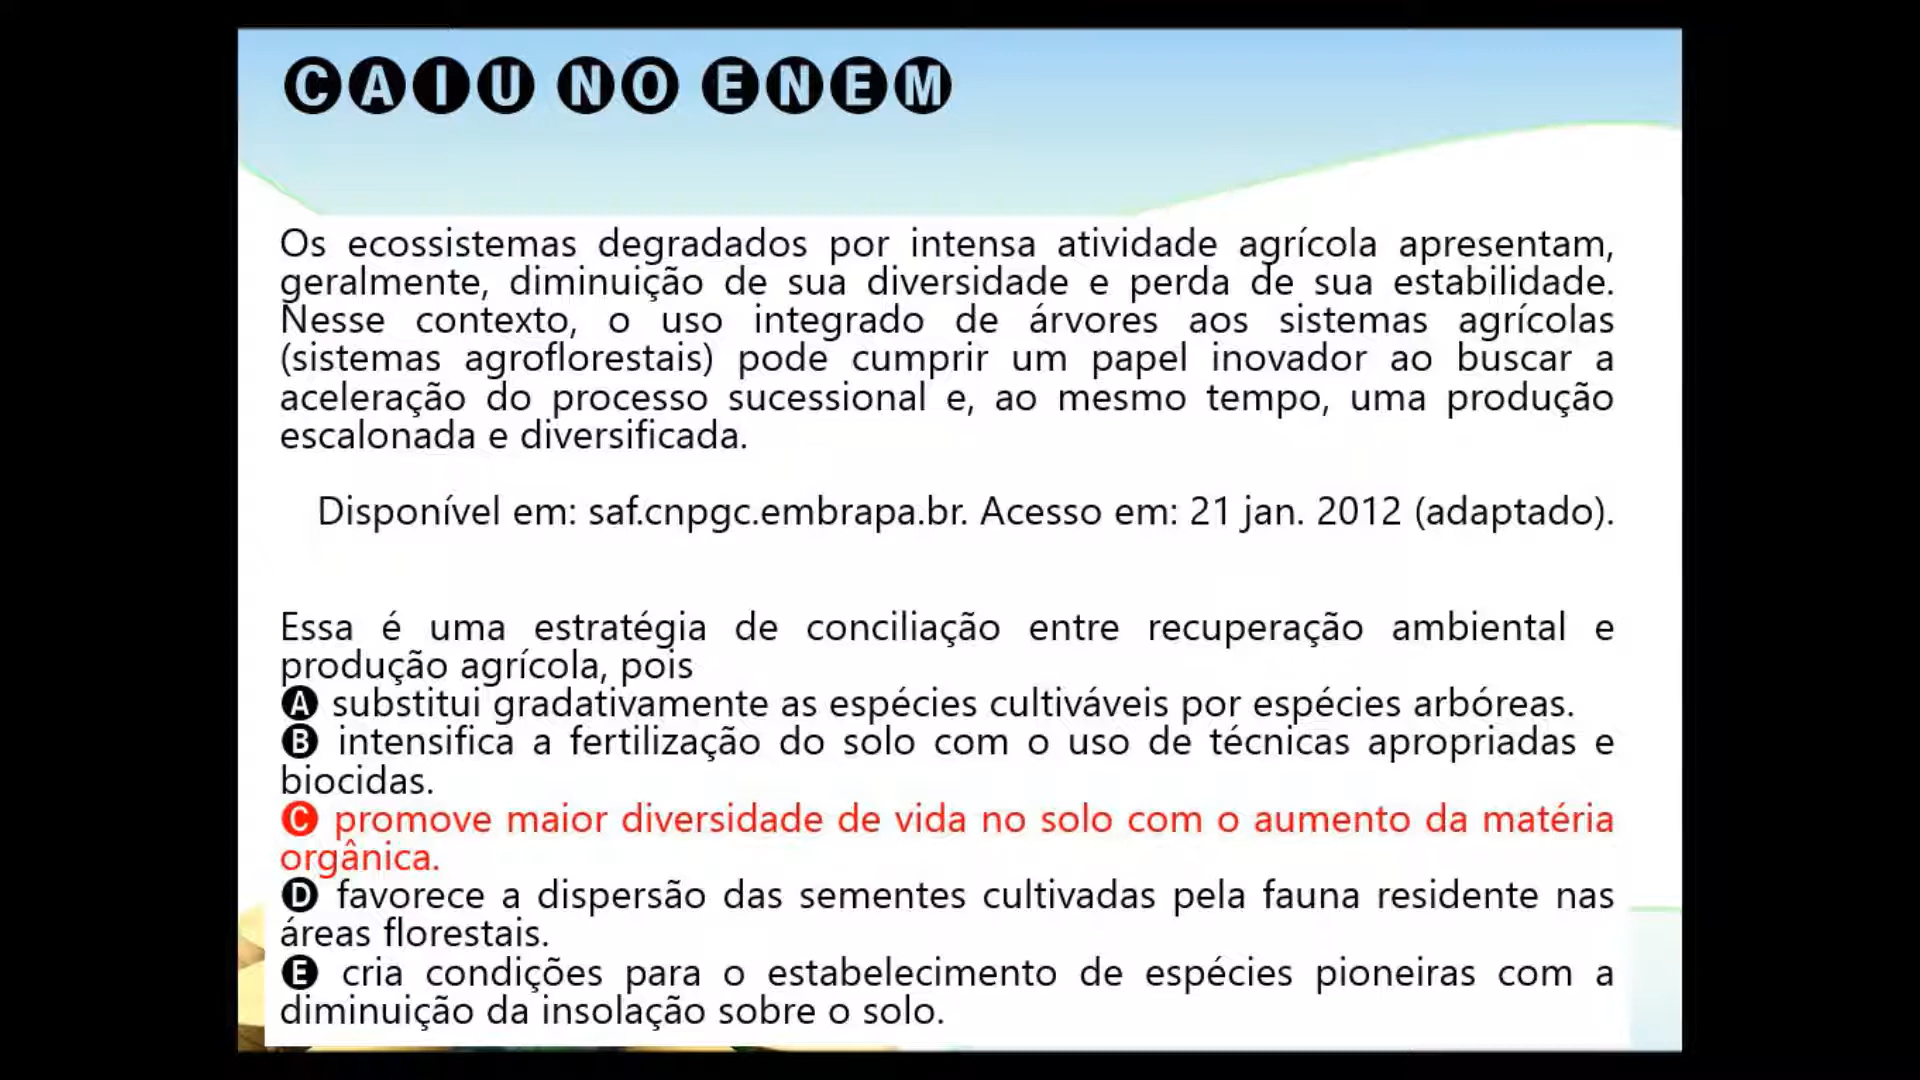 CAIU NO ENEM
Os ecossistemas degradados por intensa atividade agrícola apresentam,
geralmente, diminuição de sua diversidade e perda de sua estabilidade.
Nesse contexto, o uso integrado de árvores aos sistemas agrícolas
(sistemas agroflorestais) pode cumprir um papel inovador ao buscar a
aceleração do processo sucessional e, ao mesmo tempo, uma produção
escalonada e diversificada.
Disponível em: saf.cnpgc.embrapa.br. Acesso em: 21 jan. 2012 (adaptado).
Essa é uma estratégia de conciliação entre recuperação ambiental e
produção agrícola, pois
A substitui gradativamente as espécies cultiváveis por espécies arbóreas.
B intensifica a fertilização do solo com o uso de técnicas apropriadas e
biocidas.
C promove maior diversidade de vida no solo com o aumento da matéria
orgânica.
D favorece a dispersão das sementes cultivadas pela fauna residente nas
áreas florestais.
E cria condições para o estabelecimento de espécies pioneiras com a
diminuição da insolação sobre o solo.